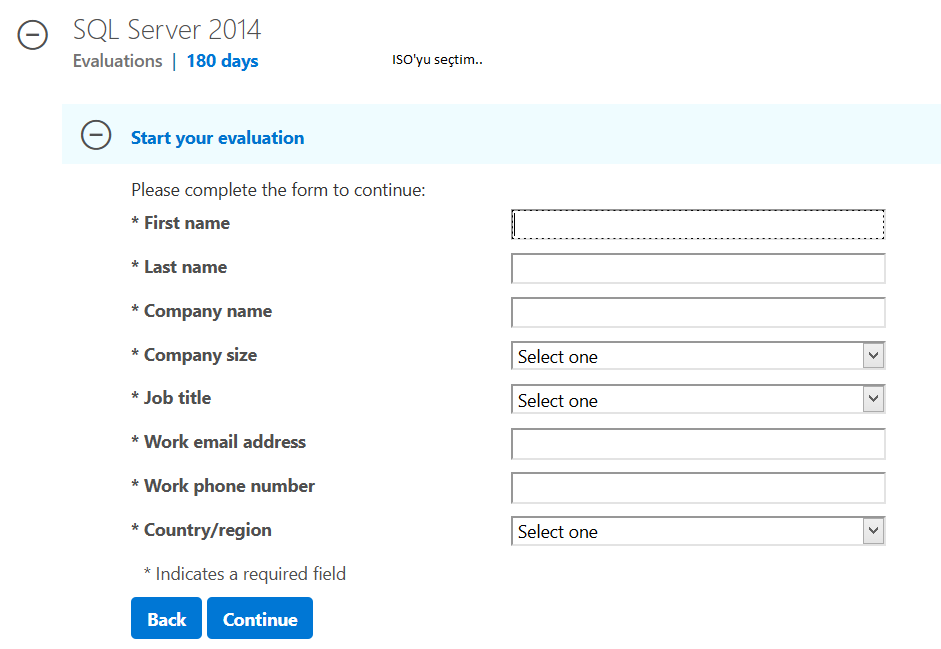 SQL Server 2014
Evaluations | 180 days
ISO'yu seçtim..
Start your evaluation
Please complete the form to continue:
* First name
* Last name
* Company name
* Company size Select one
* Job title Select one
* Work email address
* Work phone number
* Country/region Select one
* Indicates a required field
Back Continue